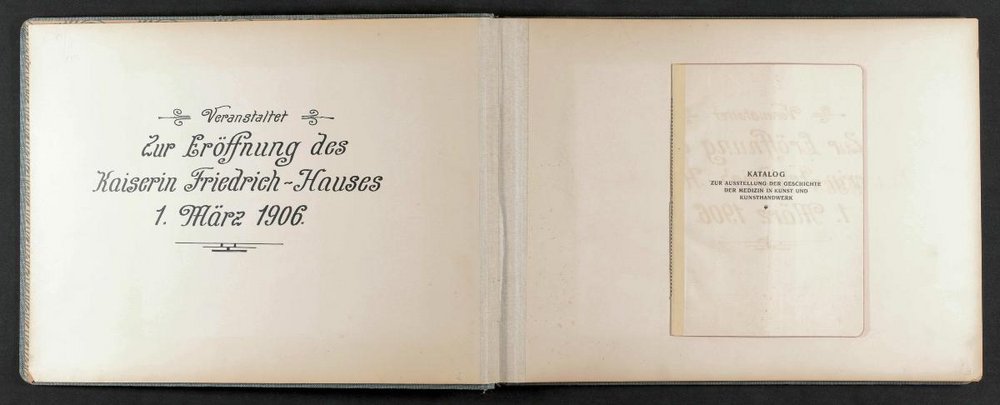 Veranstaltet
Zur Eröffnung des
Kaiserin Friedrich-Hauses
1. März 1906.
KATALOG
ZUR AUSSTELLUNG DER GESCHICHTE
DER MEDIZIN IN KUNST UND
KUNSTHANDWERK